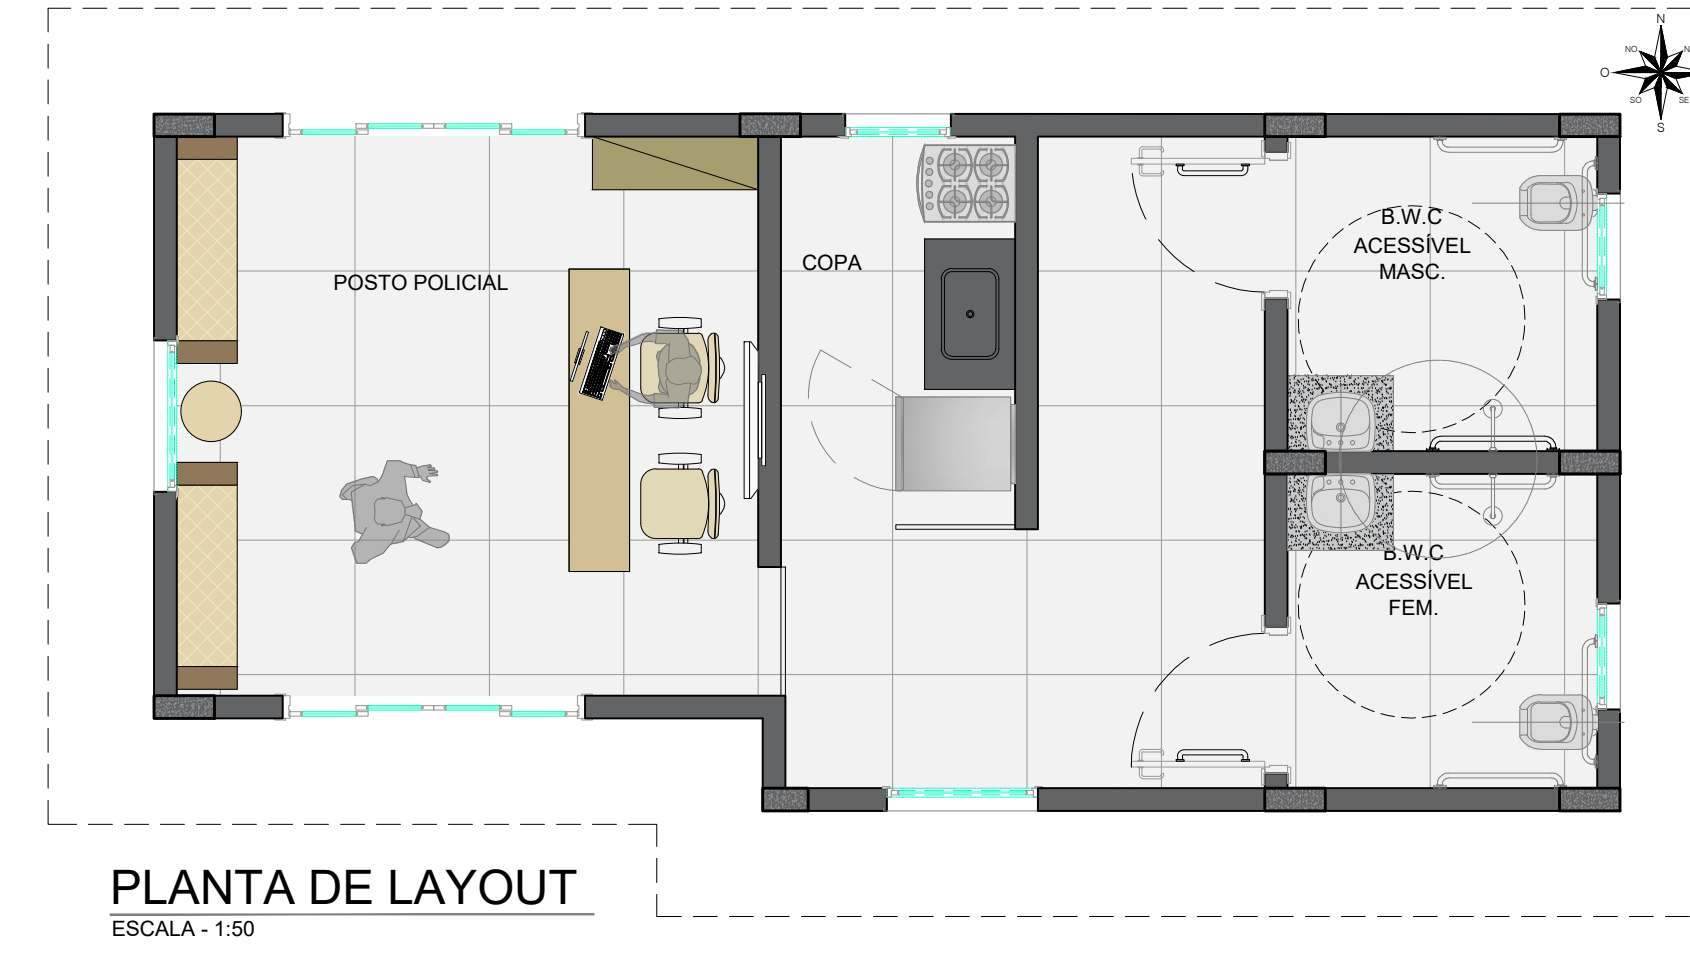 N
NO
N
O
SO
SE
S
B.W.C
ACESSÍVEL
MASC.
COPA
POSTO POLICIAL
B.W.C
ACESSÍVEL
FEM.
PLANTA DE LAYOUT
ESCALA - 1:50